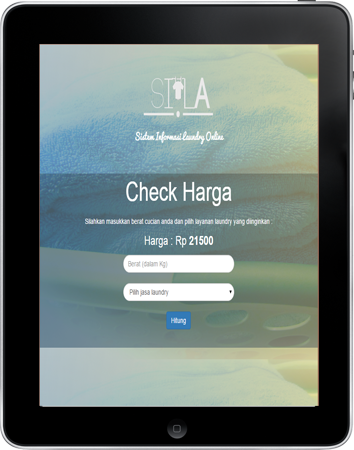 SILA
Sistem Informasi Laundry Online
Check Harga
Silahkan masukkan berat cucian anda dan pilih layanan laundry yang diinginkan :
Harga : Rp 21500
Berat (dalam Kg)
Pilih jasa laundry
Hitung